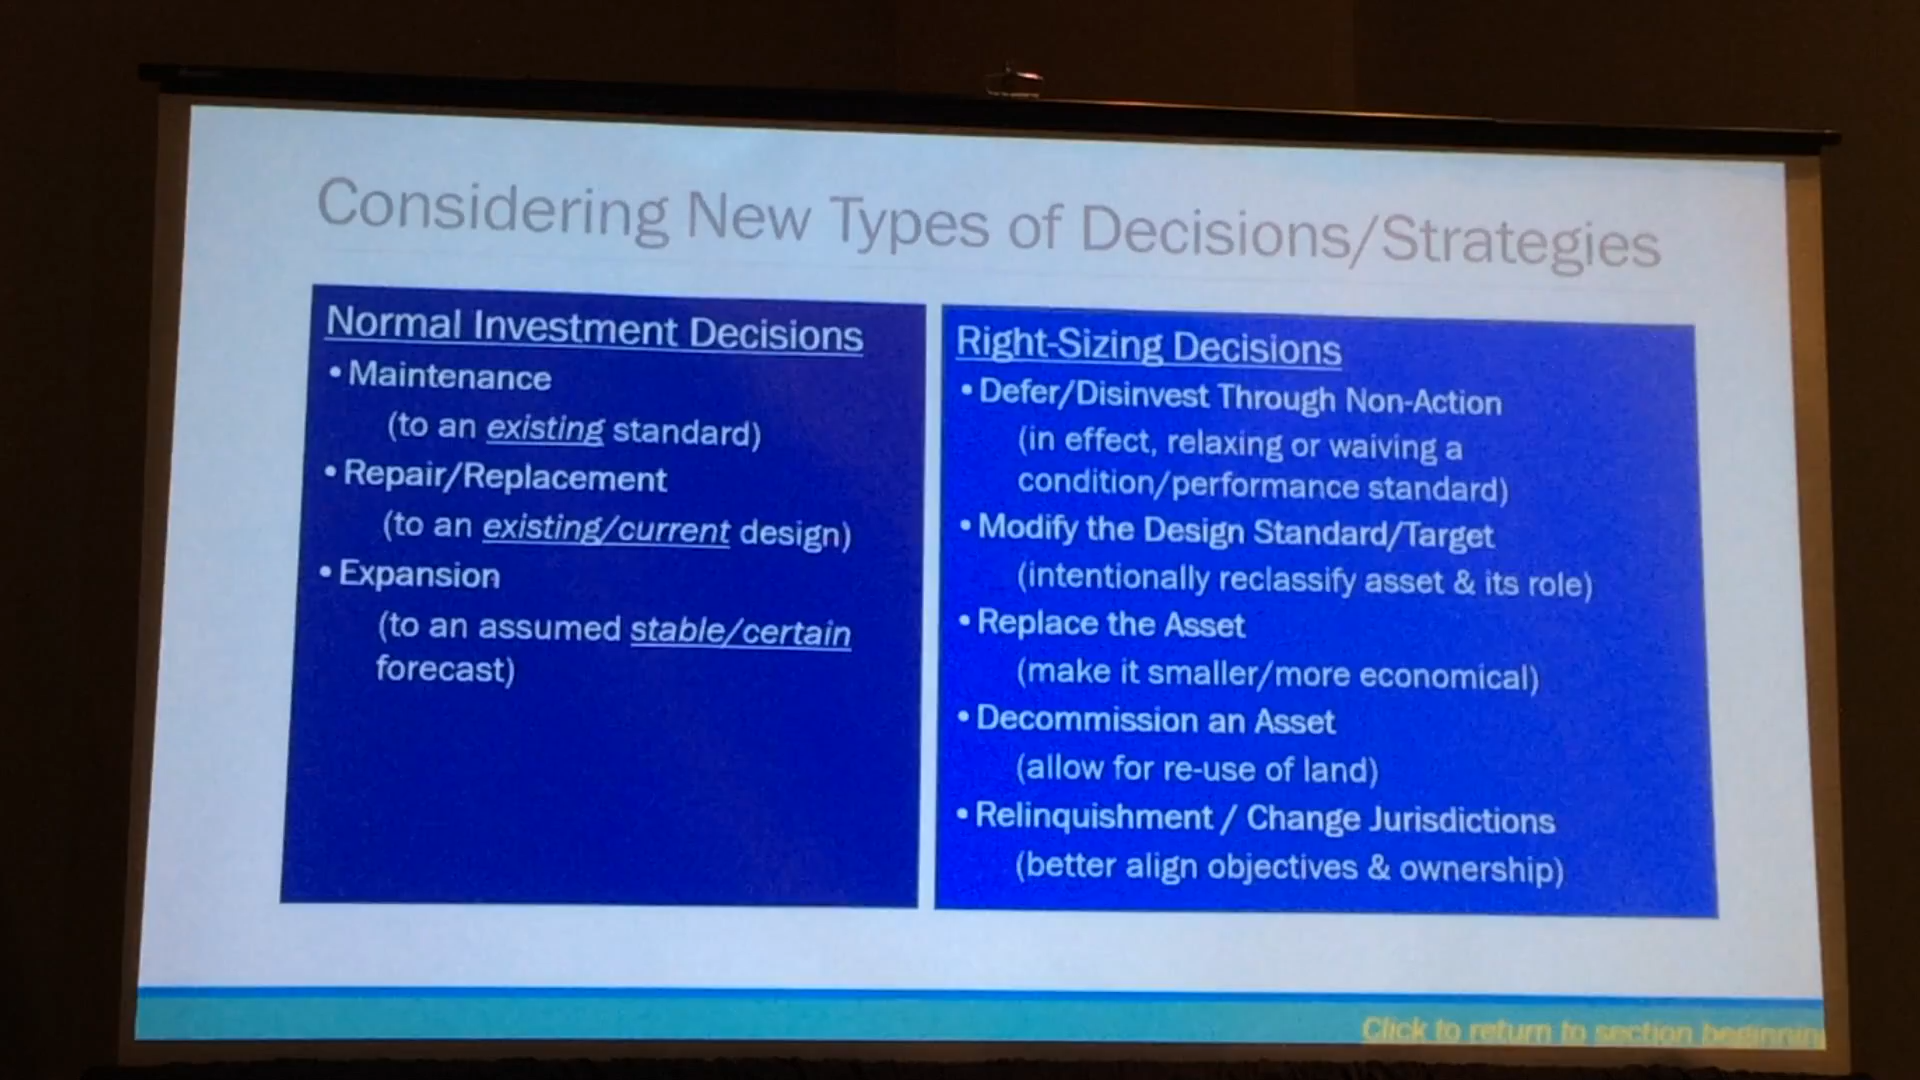 Considering New Types of Decisions/Strategies
Normal Investment Decisions
• Maintenance
(to an existing standard)
• Repair/Replacement
(to an existing/current design)
• Expansion
(to an assumed stable/certain
forecast)
Right-Sizing Decisions
• Defer/Disinvest Through Non-Action
(in effect, relaxing or waiving a
condition/performance standard)
• Modify the Design Standard/Target
(intentionally reclassify asset & its role)
• Replace the Asset
(make it smaller/more economical)
• Decommission an Asset
(allow for re-use of land)
• Relinquishment / Change Jurisdictions
(better align objectives & ownership)
Click to return to section beginnin